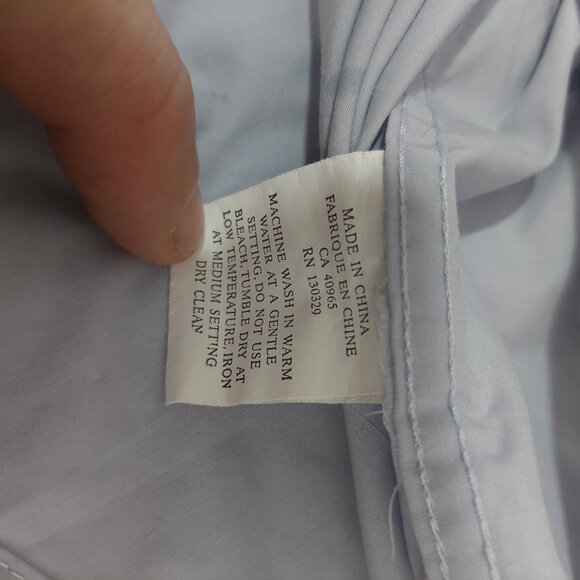 MADE IN CHINA
FABRIQUE EN CHINE
CA 40965
RN 130329
MACHINE WASH IN WARM
WATER AT A GENTLE
SETTING, DO NOT USE
BLEACH, TUMBLE DRY AT
LOW TEMPERATURE, IRON
AT MEDIUM SETTING
DRY CLEAN